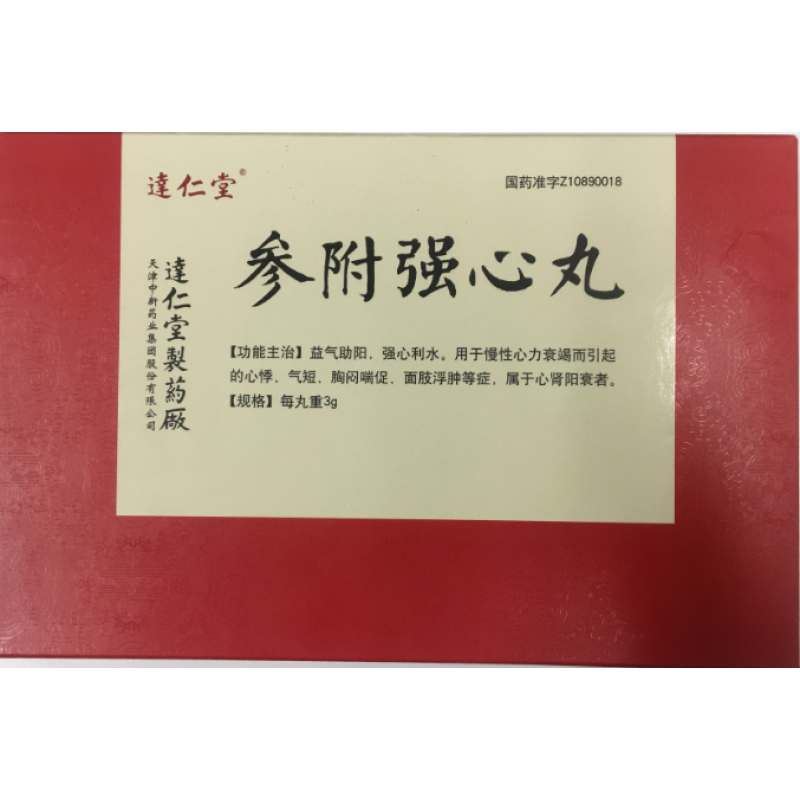 達仁堂®
国药准字Z10890018
参附强心丸
達仁堂製药厰
天津中新药业集团股份有限公司
【功能主治】益气助阳，强心利水。用于慢性心力衰竭而引起
的心悸、气短、胸闷喘促、面肢浮肿等症，属于心肾阳衰者。
【规格】每丸重3g